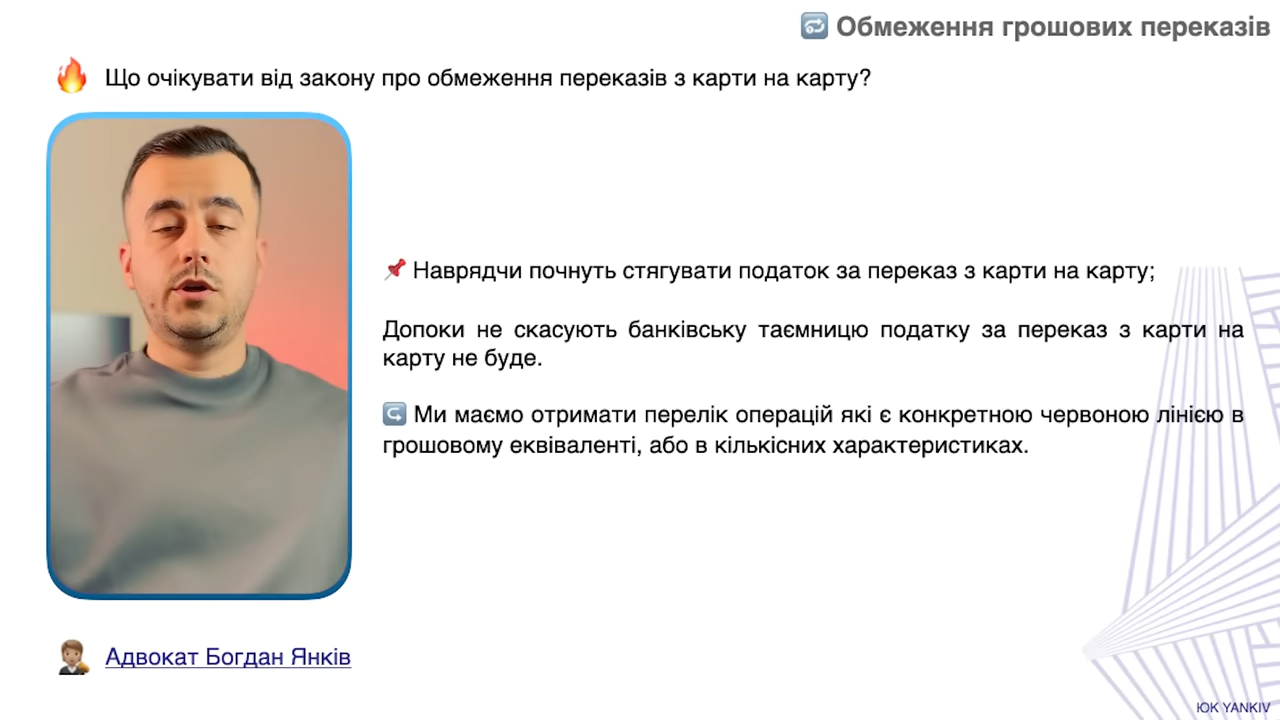 Обмеження грошових переказів
Що очікувати від закону про обмеження переказів з карти на карту?
Наврядчи почнуть стягувати податок за переказ з карти на карту;
Допоки не скасують банківську таємницю податку за переказ з карти на
карту не буде.
Ми маємо отримати перелік операцій які є конкретною червоною лінією в
грошовому еквіваленті, або в кількісних характеристиках.
Адвокат Богдан Янків
ЮК YANKIV